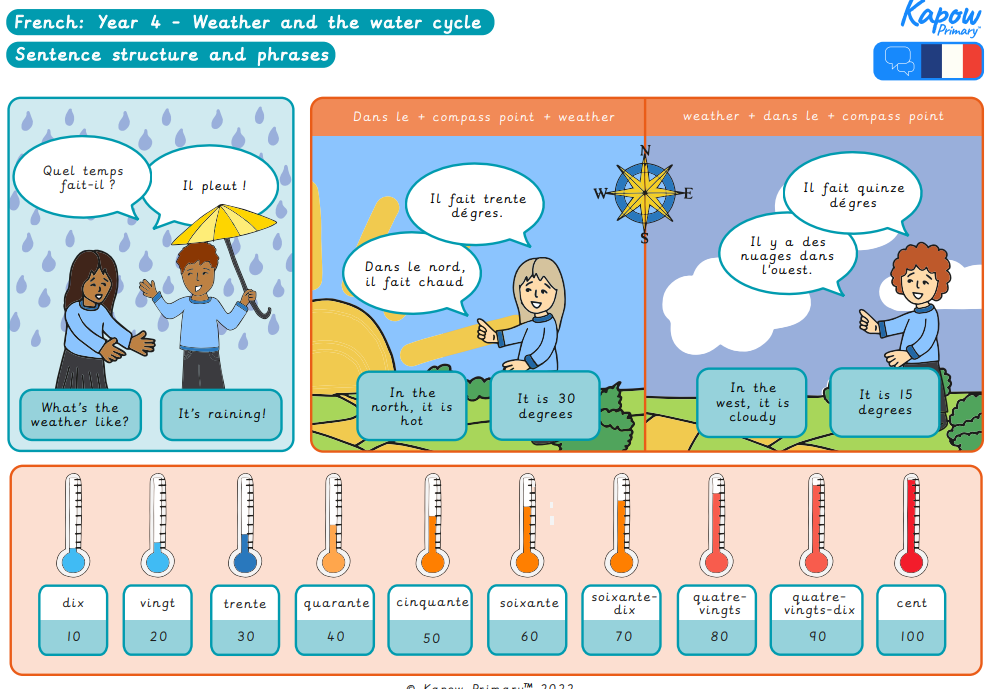 French: Year 4 - Weather and the water cycle
Sentence structure and phrases
Kapow
Primary™
Quel temps
fait-il ?
Il pleut !
What's the
weather like?
It's raining!
Dans le + compass point + weather
weather + dans le + compass point
N
W
E
S
Il fait trente
dégres.
Dans le nord,
il fait chaud
In the
north, it is
hot
It is 30
degrees
Il fait quinze
dégres
Il y a des
nuages dans
l'ouest.
In the
west, it is
cloudy
It is 15
degrees
dix
10
vingt
20
trente
30
quarante
40
cinquante
50
soixante
60
soixante-
dix
70
quatre-
vingts
80
quatre-
vingts-dix
90
cent
100
© Kapow Primary™ 2022